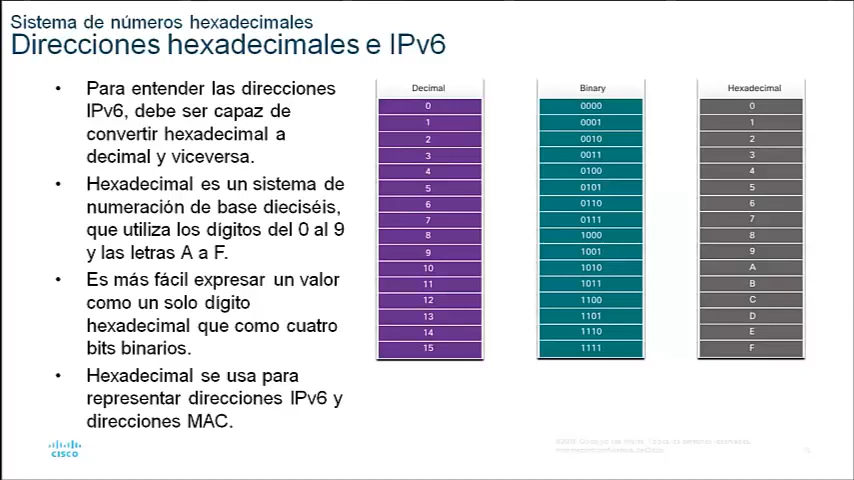 Sistema de números hexadecimales
Direcciones hexadecimales e IPv6
• Para entender las direcciones
IPv6, debe ser capaz de
convertir hexadecimal a
decimal y viceversa.
• Hexadecimal es un sistema de
numeración de base dieciséis,
que utiliza los dígitos del 0 al 9
y las letras A a F.
• Es más fácil expresar un valor
como un solo dígito
hexadecimal que como cuatro
bits binarios.
• Hexadecimal se usa para
representar direcciones IPv6 y
direcciones MAC.
Decimal Binary Hexadecimal
0 0000 0
1 0001 1
2 0010 2
3 0011 3
4 0100 4
5 0101 5
6 0110 6
7 0111 7
8 1000 8
9 1001 9
10 1010 A
11 1011 B
12 1100 C
13 1101 D
14 1110 E
15 1111 F
CISCO